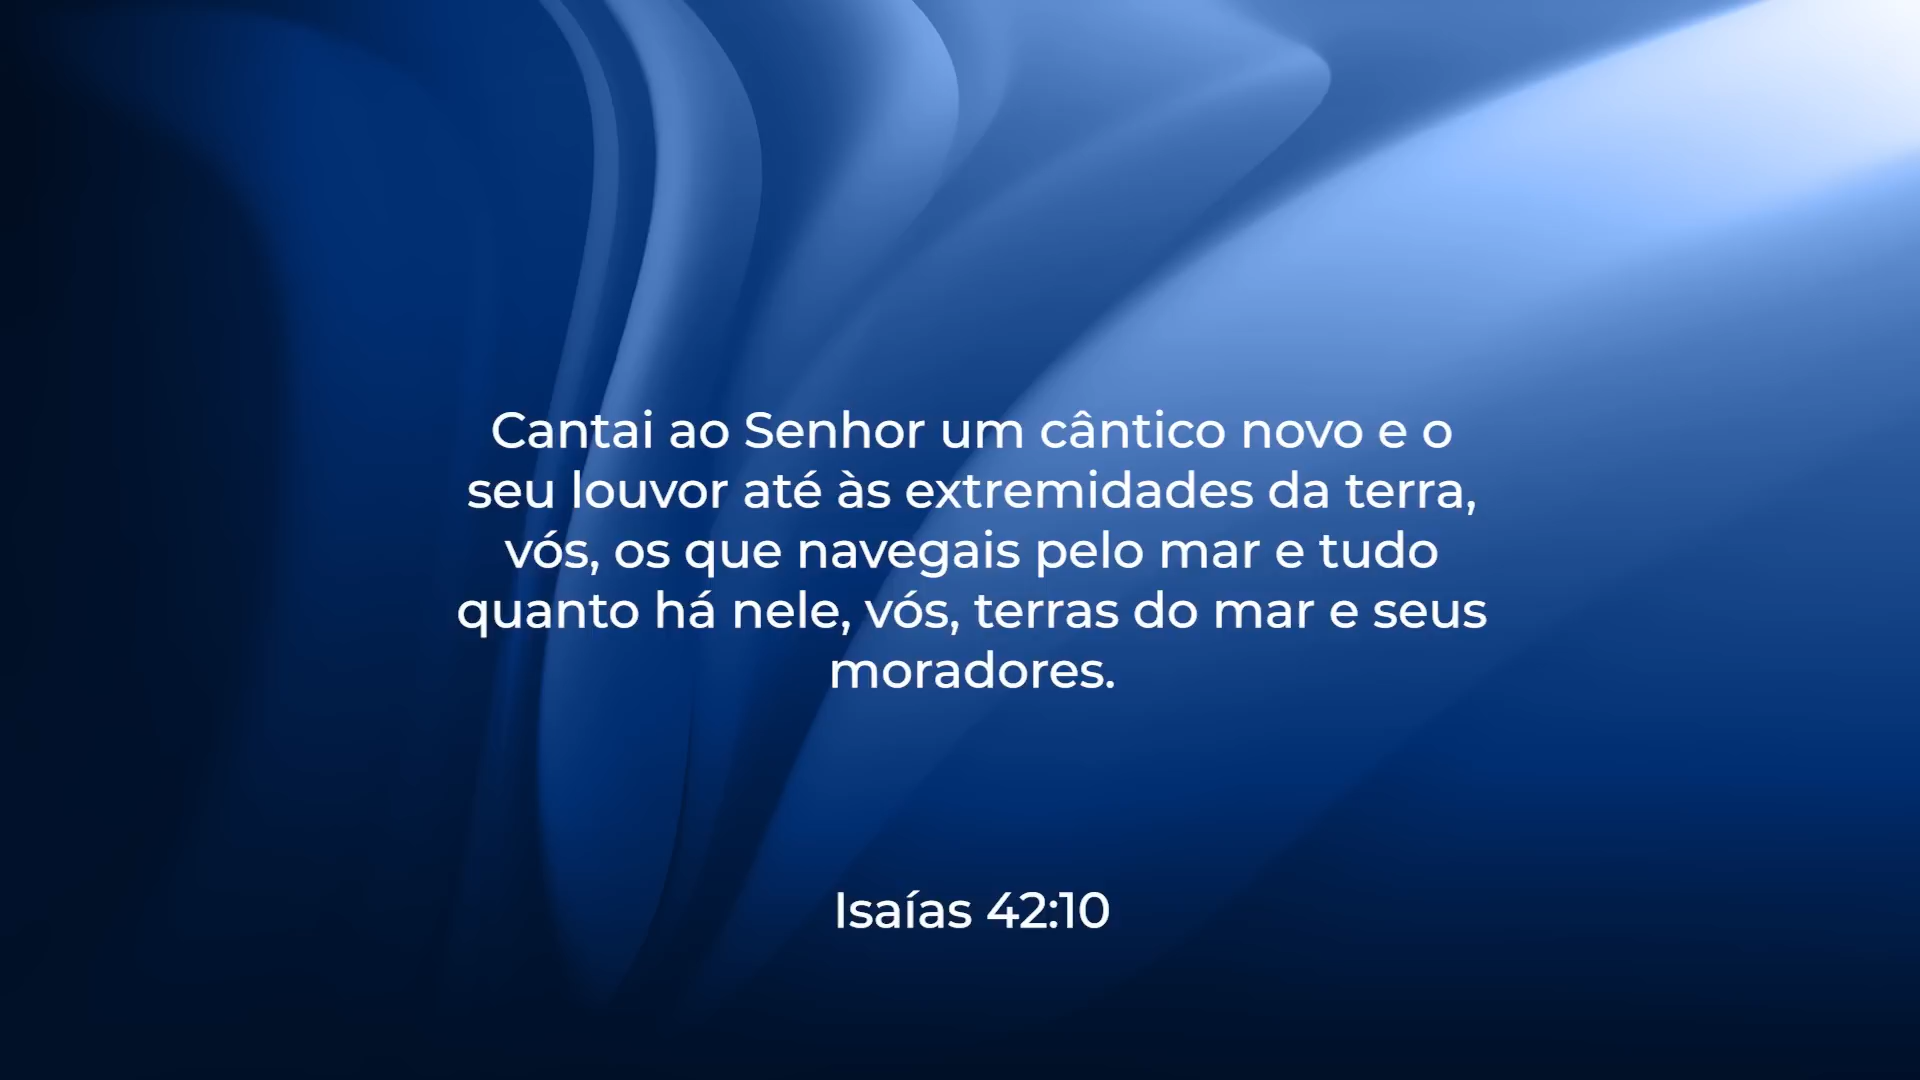 Cantai ao Senhor um cântico novo e o
seu louvor até às extremidades da terra,
vós, os que navegais pelo mar e tudo
quanto há nele, vós, terras do mar e seus
moradores.
Isaías 42:10